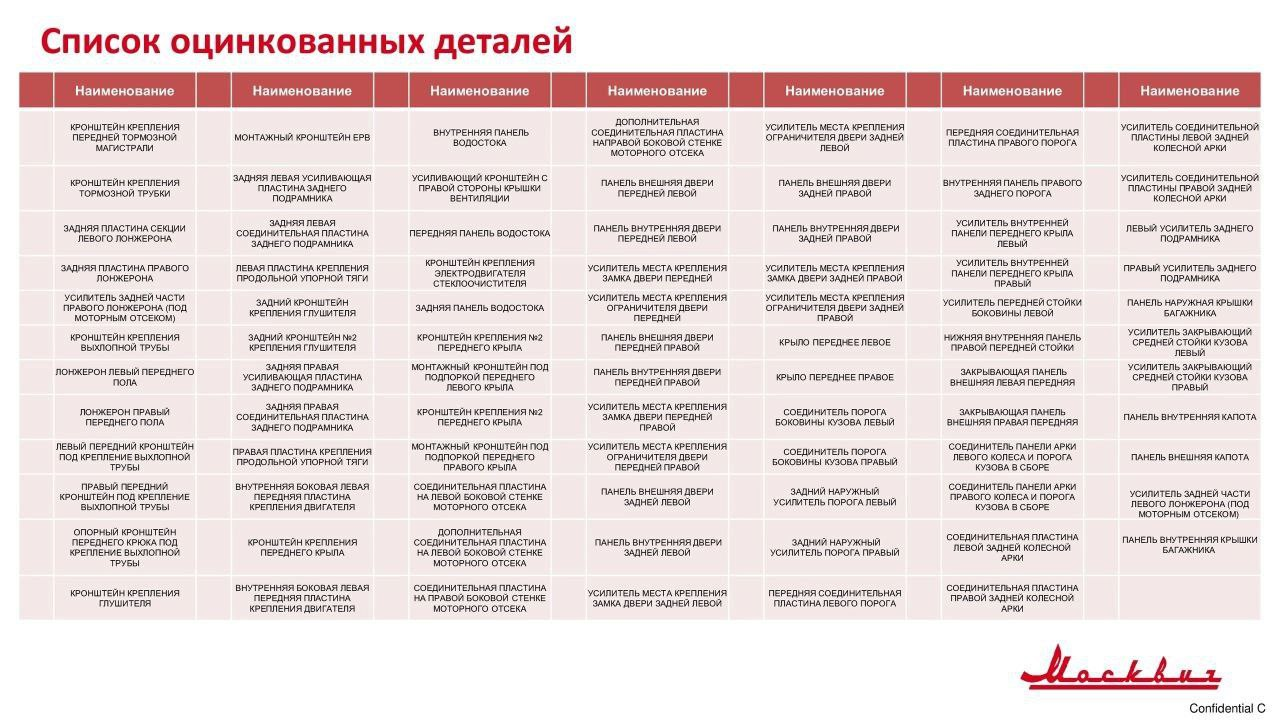 Список оцинкованных деталей
Наименование
Наименование
Наименование
Наименование
Наименование
Наименование
Наименование
КРОНШТЕЙН КРЕПЛЕНИЯ
ПЕРЕДНЕЙ ТОРМОЗНОЙ
МАГИСТРАЛИ
МОНТАЖНЫЙ КРОНШТЕЙН EPB
ВНУТРЕННЯЯ ПАНЕЛЬ
ВОДОСТОКА
ДОПОЛНИТЕЛЬНАЯ
СОЕДИНИТЕЛЬНАЯ ПЛАСТИНА
НАПРАВОЙ БОКОВОЙ СТЕНКЕ
МОТОРНОГО ОТСЕКА
УСИЛИТЕЛЬ МЕСТА КРЕПЛЕНИЯ
ОГРАНИЧИТЕЛЯ ДВЕРИ ЗАДНЕЙ
ЛЕВОЙ
ПЕРЕДНЯЯ СОЕДИНИТЕЛЬНАЯ
ПЛАСТИНА ПРАВОГО ПОРОГА
УСИЛИТЕЛЬ СОЕДИНИТЕЛЬНОЙ
ПЛАСТИНЫ ЛЕВОЙ ЗАДНЕЙ
КОЛЕСНОЙ АРКИ
КРОНШТЕЙН КРЕПЛЕНИЯ
ТОРМОЗНОЙ ТРУБКИ
ЗАДНЯЯ ЛЕВАЯ УСИЛИВАЮЩАЯ
ПЛАСТИНА ЗАДНЕГО
ПОДРАМНИКА
УСИЛИВАЮЩИЙ КРОНШТЕЙН С
ПРАВОЙ СТОРОНЫ КРЫШКИ
ВЕНТИЛЯЦИИ
ПАНЕЛЬ ВНЕШНЯЯ ДВЕРИ
ПЕРЕДНЕЙ ЛЕВОЙ
ПАНЕЛЬ ВНЕШНЯЯ ДВЕРИ
ЗАДНЕЙ ПРАВОЙ
ВНУТРЕННЯЯ ПАНЕЛЬ ПРАВОГО
ЗАДНЕГО ПОРОГА
УСИЛИТЕЛЬ СОЕДИНИТЕЛЬНОЙ
ПЛАСТИНЫ ПРАВОЙ ЗАДНЕЙ
КОЛЕСНОЙ АРКИ
ЗАДНЯЯ ПЛАСТИНА СЕКЦИИ
ЛЕВОГО ЛОНЖЕРОНА
ЗАДНЯЯ ЛЕВАЯ
СОЕДИНИТЕЛЬНАЯ ПЛАСТИНА
ЗАДНЕГО ПОДРАМНИКА
ПЕРЕДНЯЯ ПАНЕЛЬ ВОДОСТОКА
ПАНЕЛЬ ВНУТРЕННЯЯ ДВЕРИ
ПЕРЕДНЕЙ ЛЕВОЙ
ПАНЕЛЬ ВНУТРЕННЯЯ ДВЕРИ
ЗАДНЕЙ ПРАВОЙ
УСИЛИТЕЛЬ ВНУТРЕННЕЙ
ПАНЕЛИ ПЕРЕДНЕГО КРЫЛА
ЛЕВЫЙ
ЛЕВЫЙ УСИЛИТЕЛЬ ЗАДНЕГО
ПОДРАМНИКА
ЗАДНЯЯ ПЛАСТИНА ПРАВОГО
ЛОНЖЕРОНА
ЛЕВАЯ ПЛАСТИНА КРЕПЛЕНИЯ
ПРОДОЛЬНОЙ УПОРНОЙ ТЯГИ
КРОНШТЕЙН КРЕПЛЕНИЯ
ЭЛЕКТРОДВИГАТЕЛЯ
СТЕКЛООЧИСТИТЕЛЯ
УСИЛИТЕЛЬ МЕСТА КРЕПЛЕНИЯ
ЗАМКА ДВЕРИ ПЕРЕДНЕЙ
УСИЛИТЕЛЬ МЕСТА КРЕПЛЕНИЯ
ЗАМКА ДВЕРИ ЗАДНЕЙ ПРАВОЙ
УСИЛИТЕЛЬ ВНУТРЕННЕЙ
ПАНЕЛИ ПЕРЕДНЕГО КРЫЛА
ПРАВЫЙ
ПРАВЫЙ УСИЛИТЕЛЬ ЗАДНЕГО
ПОДРАМНИКА
УСИЛИТЕЛЬ ЗАДНЕЙ ЧАСТИ
ПРАВОГО ЛОНЖЕРОНА (ПОД
МОТОРНЫМ ОТСЕКОМ)
ЗАДНИЙ КРОНШТЕЙН
КРЕПЛЕНИЯ ГЛУШИТЕЛЯ
ЗАДНЯЯ ПАНЕЛЬ ВОДОСТОКА
УСИЛИТЕЛЬ МЕСТА КРЕПЛЕНИЯ
ОГРАНИЧИТЕЛЯ ДВЕРИ
ПЕРЕДНЕЙ
УСИЛИТЕЛЬ МЕСТА КРЕПЛЕНИЯ
ОГРАНИЧИТЕЛЯ ДВЕРИ ЗАДНЕЙ
ПРАВОЙ
УСИЛИТЕЛЬ ПЕРЕДНЕЙ СТОЙКИ
БОКОВИНЫ ЛЕВОЙ
ПАНЕЛЬ НАРУЖНАЯ КРЫШКИ
БАГАЖНИКА
КРОНШТЕЙН КРЕПЛЕНИЯ
ВЫХЛОПНОЙ ТРУБЫ
ЗАДНИЙ КРОНШТЕЙН №2
КРЕПЛЕНИЯ ГЛУШИТЕЛЯ
КРОНШТЕЙН КРЕПЛЕНИЯ №2
ПЕРЕДНЕГО КРЫЛА
ПАНЕЛЬ ВНЕШНЯЯ ДВЕРИ
ПЕРЕДНЕЙ ПРАВОЙ
КРЫЛО ПЕРЕДНЕЕ ЛЕВОЕ
НИЖНЯЯ ВНУТРЕННЯЯ ПАНЕЛЬ
ПРАВОЙ ПЕРЕДНЕЙ СТОЙКИ
УСИЛИТЕЛЬ ЗАКРЫВАЮЩИЙ
СРЕДНЕЙ СТОЙКИ КУЗОВА
ЛЕВЫЙ
ЛОНЖЕРОН ЛЕВЫЙ ПЕРЕДНЕГО
ПОЛА
ЗАДНЯЯ ПРАВАЯ
УСИЛИВАЮЩАЯ ПЛАСТИНА
ЗАДНЕГО ПОДРАМНИКА
МОНТАЖНЫЙ КРОНШТЕЙН ПОД
ПОДПОРКОЙ ПЕРЕДНЕГО
ЛЕВОГО КРЫЛА
ПАНЕЛЬ ВНУТРЕННЯЯ ДВЕРИ
ПЕРЕДНЕЙ ПРАВОЙ
КРЫЛО ПЕРЕДНЕЕ ПРАВОЕ
ЗАКРЫВАЮЩАЯ ПАНЕЛЬ
ВНЕШНЯЯ ЛЕВАЯ ПЕРЕДНЯЯ
УСИЛИТЕЛЬ ЗАКРЫВАЮЩИЙ
СРЕДНЕЙ СТОЙКИ КУЗОВА
ПРАВЫЙ
ЛОНЖЕРОН ПРАВЫЙ
ПЕРЕДНЕГО ПОЛА
ЗАДНЯЯ ПРАВАЯ
СОЕДИНИТЕЛЬНАЯ ПЛАСТИНА
ЗАДНЕГО ПОДРАМНИКА
КРОНШТЕЙН КРЕПЛЕНИЯ №2
ПЕРЕДНЕГО КРЫЛА
УСИЛИТЕЛЬ МЕСТА КРЕПЛЕНИЯ
ЗАМКА ДВЕРИ ПЕРЕДНЕЙ
ПРАВОЙ
СОЕДИНИТЕЛЬ ПОРОГА
БОКОВИНЫ КУЗОВА ЛЕВЫЙ
ЗАКРЫВАЮЩАЯ ПАНЕЛЬ
ВНЕШНЯЯ ПРАВАЯ ПЕРЕДНЯЯ
ПАНЕЛЬ ВНУТРЕННЯЯ КАПОТА
ЛЕВЫЙ ПЕРЕДНИЙ КРОНШТЕЙН
ПОД КРЕПЛЕНИЕ ВЫХЛОПНОЙ
ТРУБЫ
ПРАВАЯ ПЛАСТИНА КРЕПЛЕНИЯ
ПРОДОЛЬНОЙ УПОРНОЙ ТЯГИ
МОНТАЖНЫЙ КРОНШТЕЙН ПОД
ПОДПОРКОЙ ПЕРЕДНЕГО
ПРАВОГО КРЫЛА
УСИЛИТЕЛЬ МЕСТА КРЕПЛЕНИЯ
ОГРАНИЧИТЕЛЯ ДВЕРИ
ПЕРЕДНЕЙ ПРАВОЙ
СОЕДИНИТЕЛЬ ПОРОГА
БОКОВИНЫ КУЗОВА ПРАВЫЙ
СОЕДИНИТЕЛЬ ПАНЕЛИ АРКИ
ЛЕВОГО КОЛЕСА И ПОРОГА
КУЗОВА В СБОРЕ
ПАНЕЛЬ ВНЕШНЯЯ КАПОТА
ПРАВЫЙ ПЕРЕДНИЙ
КРОНШТЕЙН ПОД КРЕПЛЕНИЕ
ВЫХЛОПНОЙ ТРУБЫ
ВНУТРЕННЯЯ БОКОВАЯ ЛЕВАЯ
ПЕРЕДНЯЯ ПЛАСТИНА
КРЕПЛЕНИЯ ДВИГАТЕЛЯ
СОЕДИНИТЕЛЬНАЯ ПЛАСТИНА
НА ЛЕВОЙ БОКОВОЙ СТЕНКЕ
МОТОРНОГО ОТСЕКА
ПАНЕЛЬ ВНЕШНЯЯ ДВЕРИ
ЗАДНЕЙ ЛЕВОЙ
ЗАДНИЙ НАРУЖНЫЙ
УСИЛИТЕЛЬ ПОРОГА ЛЕВЫЙ
СОЕДИНИТЕЛЬ ПАНЕЛИ АРКИ
ПРАВОГО КОЛЕСА И ПОРОГА
КУЗОВА В СБОРЕ
УСИЛИТЕЛЬ ЗАДНЕЙ ЧАСТИ
ЛЕВОГО ЛОНЖЕРОНА (ПОД
МОТОРНЫМ ОТСЕКОМ)
ОПОРНЫЙ КРОНШТЕЙН
ПЕРЕДНЕГО КРЮКА ПОД
КРЕПЛЕНИЕ ВЫХЛОПНОЙ
ТРУБЫ
КРОНШТЕЙН КРЕПЛЕНИЯ
ПЕРЕДНЕГО КРЫЛА
ДОПОЛНИТЕЛЬНАЯ
СОЕДИНИТЕЛЬНАЯ ПЛАСТИНА
НА ЛЕВОЙ БОКОВОЙ СТЕНКЕ
МОТОРНОГО ОТСЕКА
ПАНЕЛЬ ВНУТРЕННЯЯ ДВЕРИ
ЗАДНЕЙ ЛЕВОЙ
ЗАДНИЙ НАРУЖНЫЙ
УСИЛИТЕЛЬ ПОРОГА ПРАВЫЙ
СОЕДИНИТЕЛЬНАЯ ПЛАСТИНА
ЛЕВОЙ ЗАДНЕЙ КОЛЕСНОЙ
АРКИ
ПАНЕЛЬ ВНУТРЕННЯЯ КРЫШКИ
БАГАЖНИКА
КРОНШТЕЙН КРЕПЛЕНИЯ
ГЛУШИТЕЛЯ
ВНУТРЕННЯЯ БОКОВАЯ ЛЕВАЯ
ПЕРЕДНЯЯ ПЛАСТИНА
КРЕПЛЕНИЯ ДВИГАТЕЛЯ
СОЕДИНИТЕЛЬНАЯ ПЛАСТИНА
НА ПРАВОЙ БОКОВОЙ СТЕНКЕ
МОТОРНОГО ОТСЕКА
УСИЛИТЕЛЬ МЕСТА КРЕПЛЕНИЯ
ЗАМКА ДВЕРИ ЗАДНЕЙ ЛЕВОЙ
ПЕРЕДНЯЯ СОЕДИНИТЕЛЬНАЯ
ПЛАСТИНА ЛЕВОГО ПОРОГА
СОЕДИНИТЕЛЬНАЯ ПЛАСТИНА
ПРАВОЙ ЗАДНЕЙ КОЛЕСНОЙ
АРКИ
Москвич
Confidential C